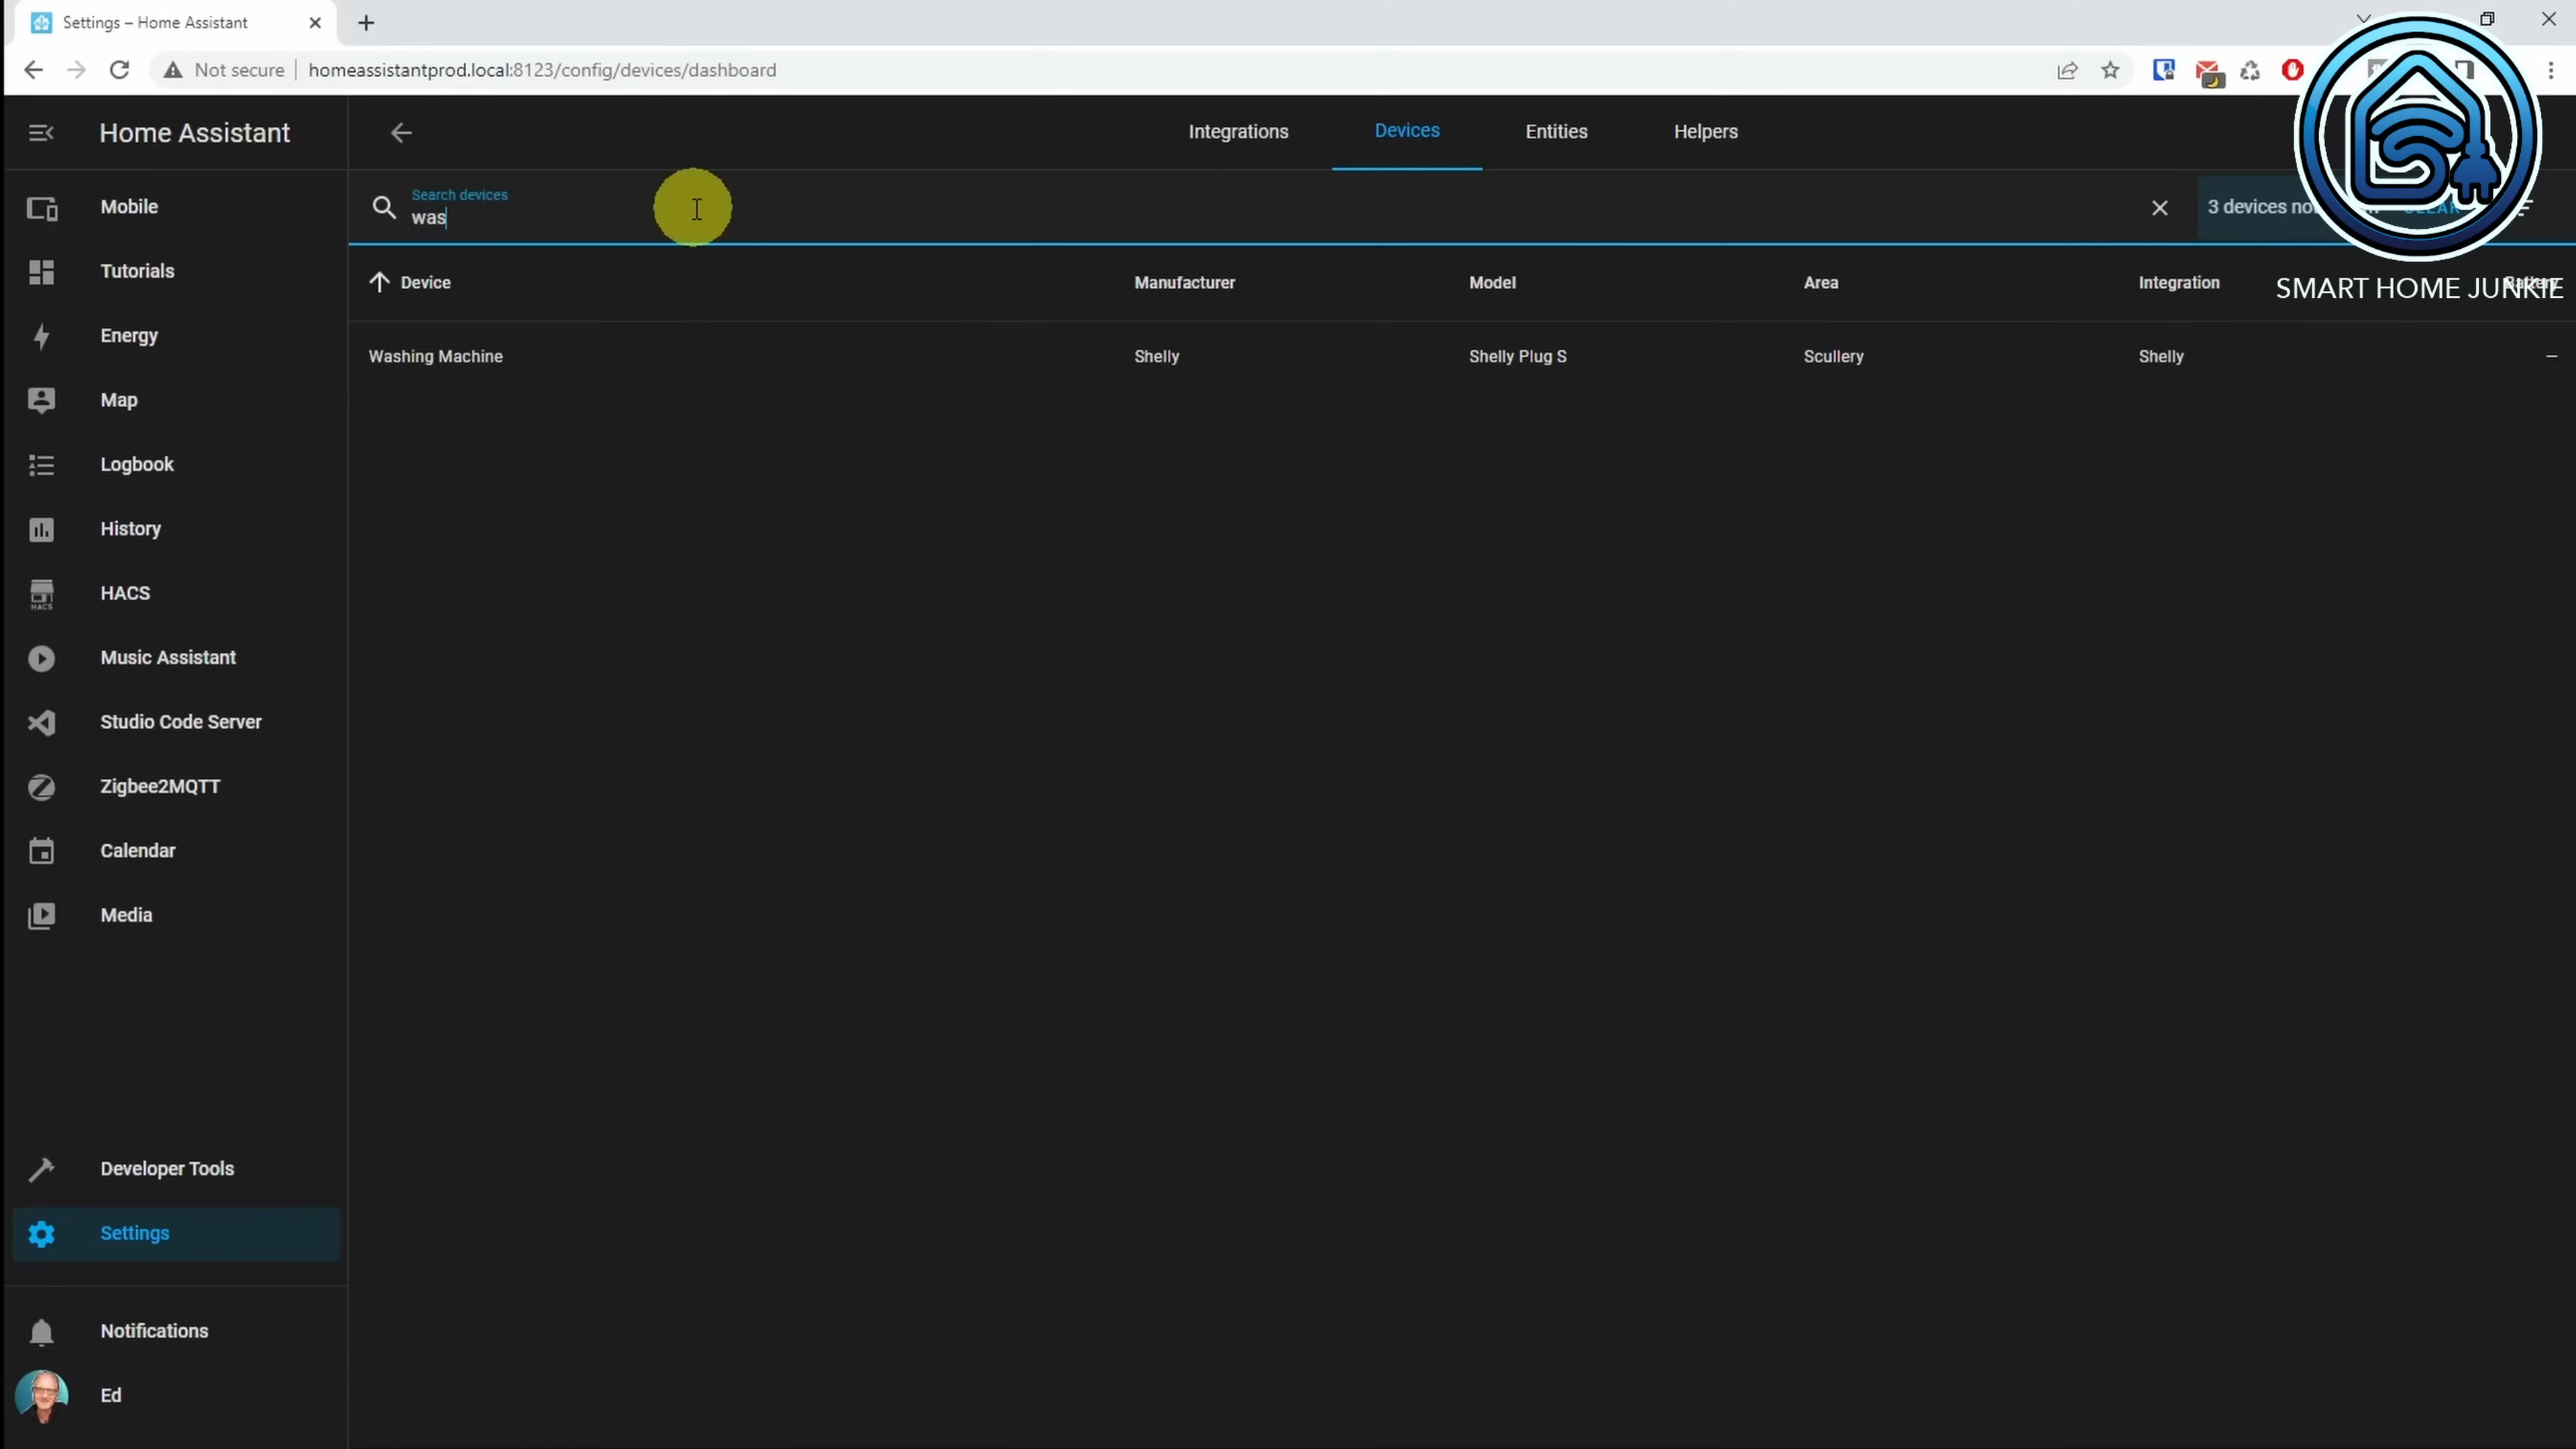 Settings – Home Assistant
Not secure
homeassistantprod.local:8123/config/devices/dashboard
Home Assistant
Integrations
Devices
Entities
Helpers
Mobile
Search devices
was
3 devices
CLEAR
SMART HOME JUNKIE
Tutorials
Device
Manufacturer
Model
Area
Integration
Energy
Washing Machine
Shelly
Shelly Plug S
Scullery
Shelly
–
Map
Logbook
History
HACS
HACS
Music Assistant
Studio Code Server
Zigbee2MQTT
Calendar
Media
Developer Tools
Settings
Notifications
Ed